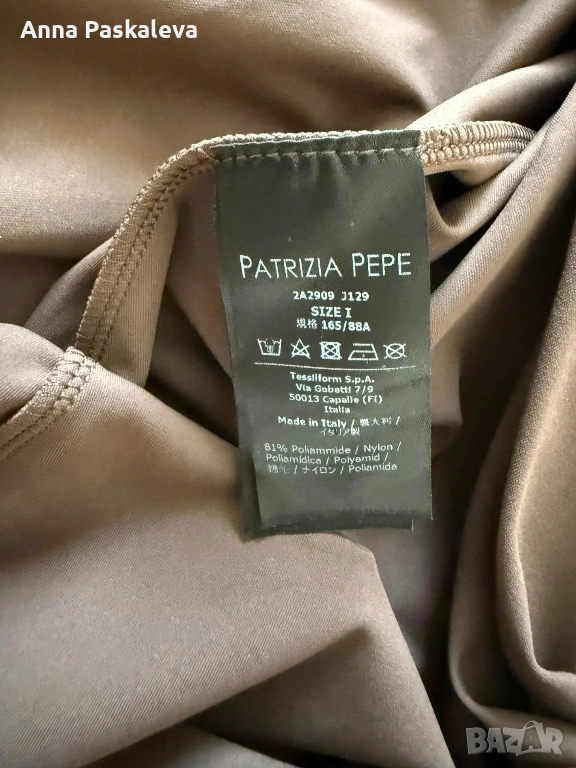 Anna Paskaleva
PATRIZIA PEPE
2A2909 J129
SIZE I
規格 165/88A
Tessilform S.p.A.
Via Gobetti 7/9
50013 Capalle (FI)
Italia
Made in Italy / 義大利 /
イタリア製
81% Poliammide / Nylon /
Poliamídica / Polyamid /
/ ナイロン / Poliamida
BAZAR